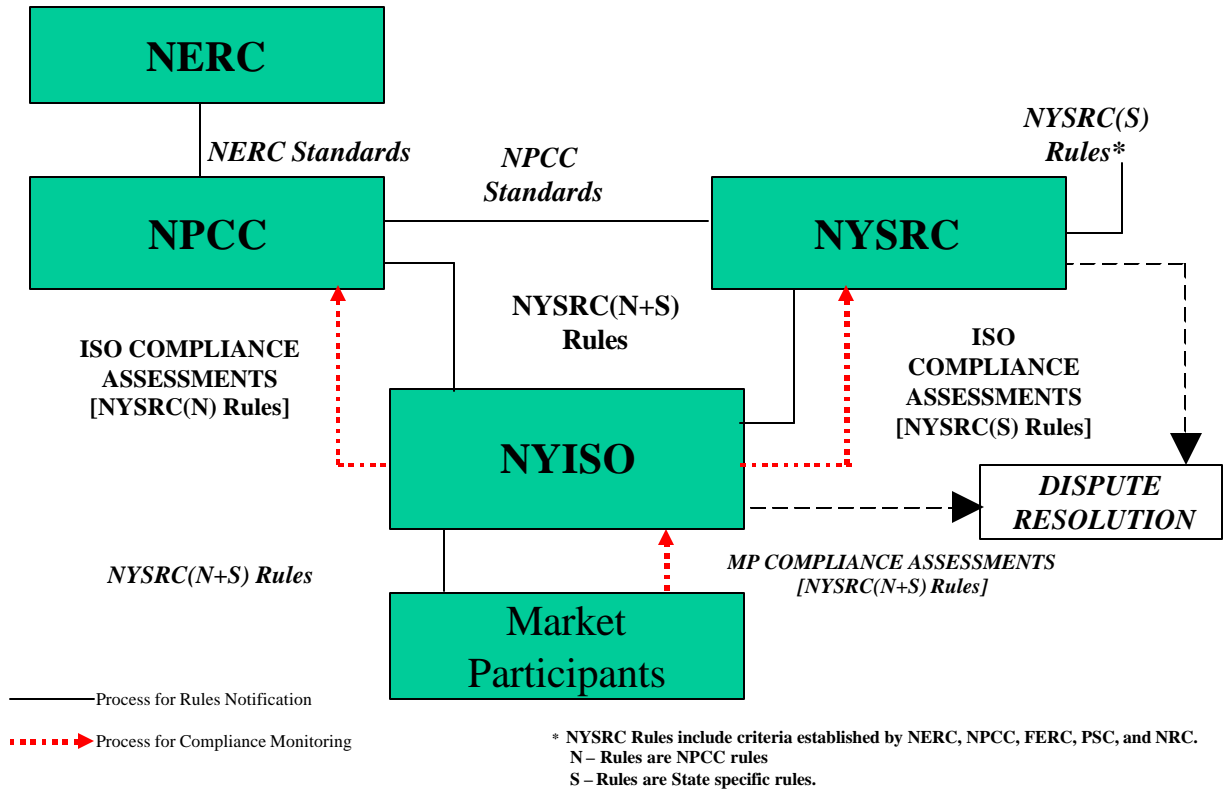 NERC
NYSRC(S)
Rules*
NERC Standards
NPCC
Standards
NPCC
NYSRC
NYSRC(N+S)
Rules
ISO COMPLIANCE
ASSESSMENTS
[NYSRC(N) Rules]
ISO
COMPLIANCE
ASSESSMENTS
[NYSRC(S) Rules]
NYISO
DISPUTE
RESOLUTION
NYSRC(N+S) Rules
MP COMPLIANCE ASSESSMENTS
[NYSRC(N+S) Rules]
Market
Participants
Process for Rules Notification
Process for Compliance Monitoring
* NYSRC Rules include criteria established by NERC, NPCC, FERC, PSC, and NRC.
N – Rules are NPCC rules
S – Rules are State specific rules.